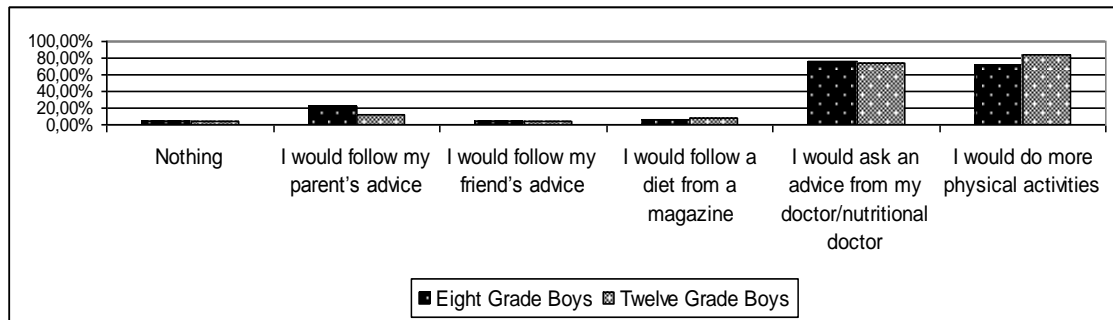 100,00%
80,00%
60,00%
40,00%
20,00%
0,00%
Nothing
I would follow my
parent's advice
I would follow my
friend's advice
I would follow a
diet from a
magazine
I would ask an
advice from my
doctor/nutritional
doctor
I would do more
physical activities
Eight Grade Boys
Twelve Grade Boys